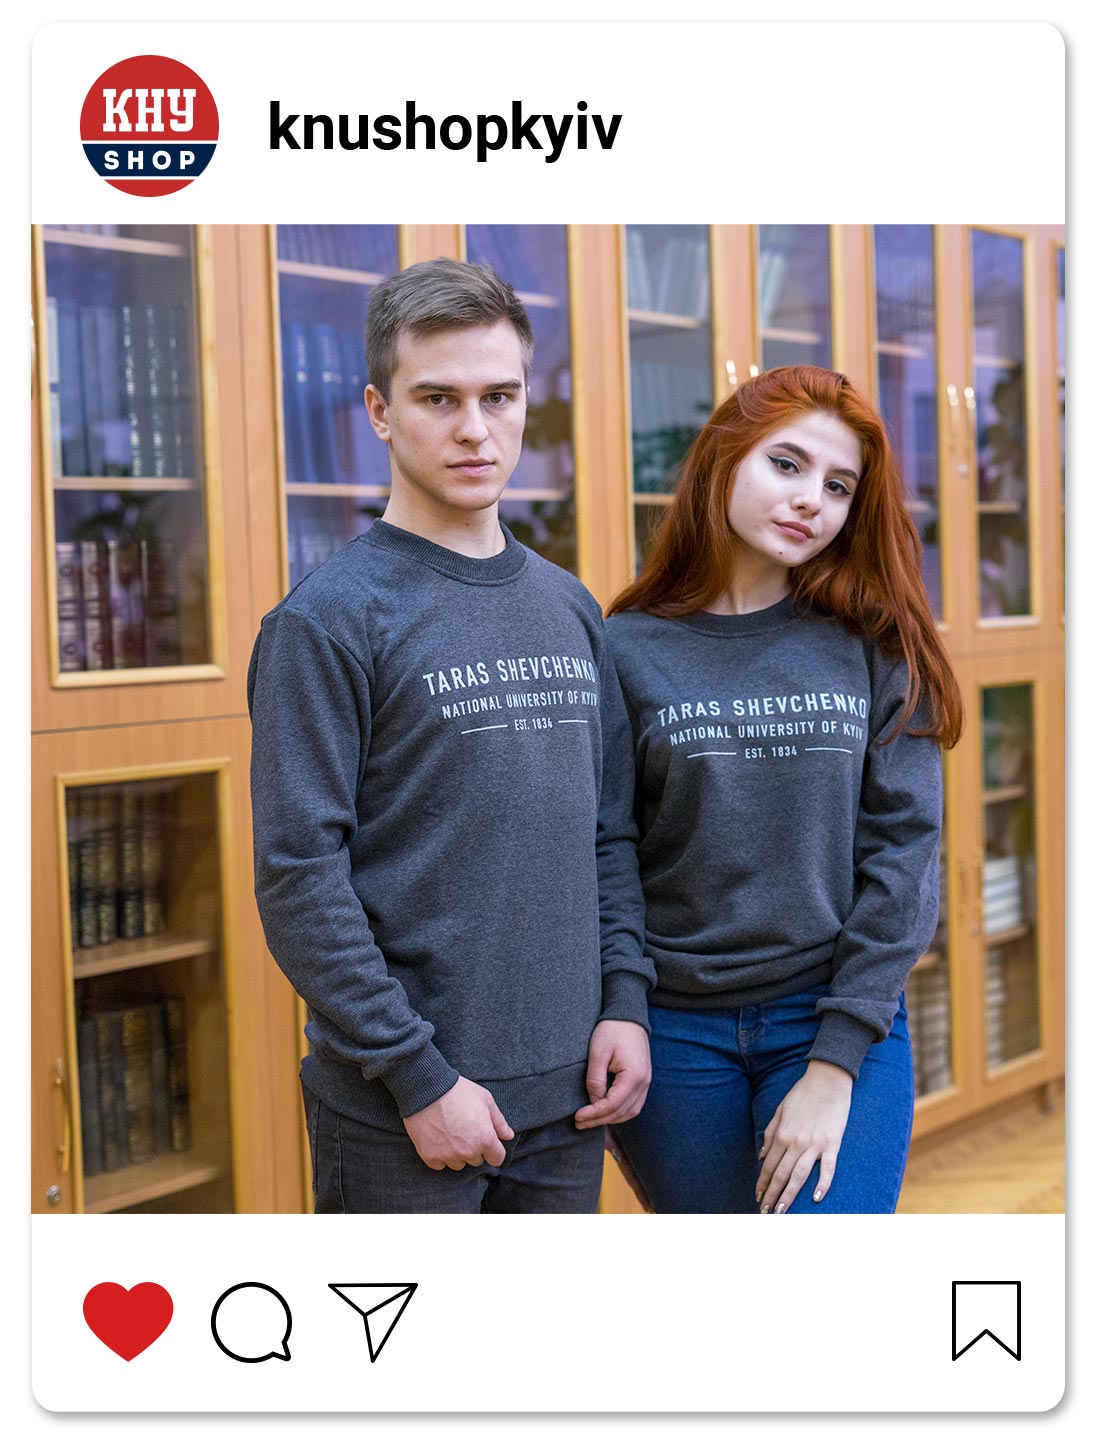 КНУ
SHOP
knushopkyiv
TARAS SHEVCHENKO
NATIONAL UNIVERSITY OF KYIV
EST. 1834
TARAS SHEVCHENKO
NATIONAL UNIVERSITY OF KYIV
EST. 1834